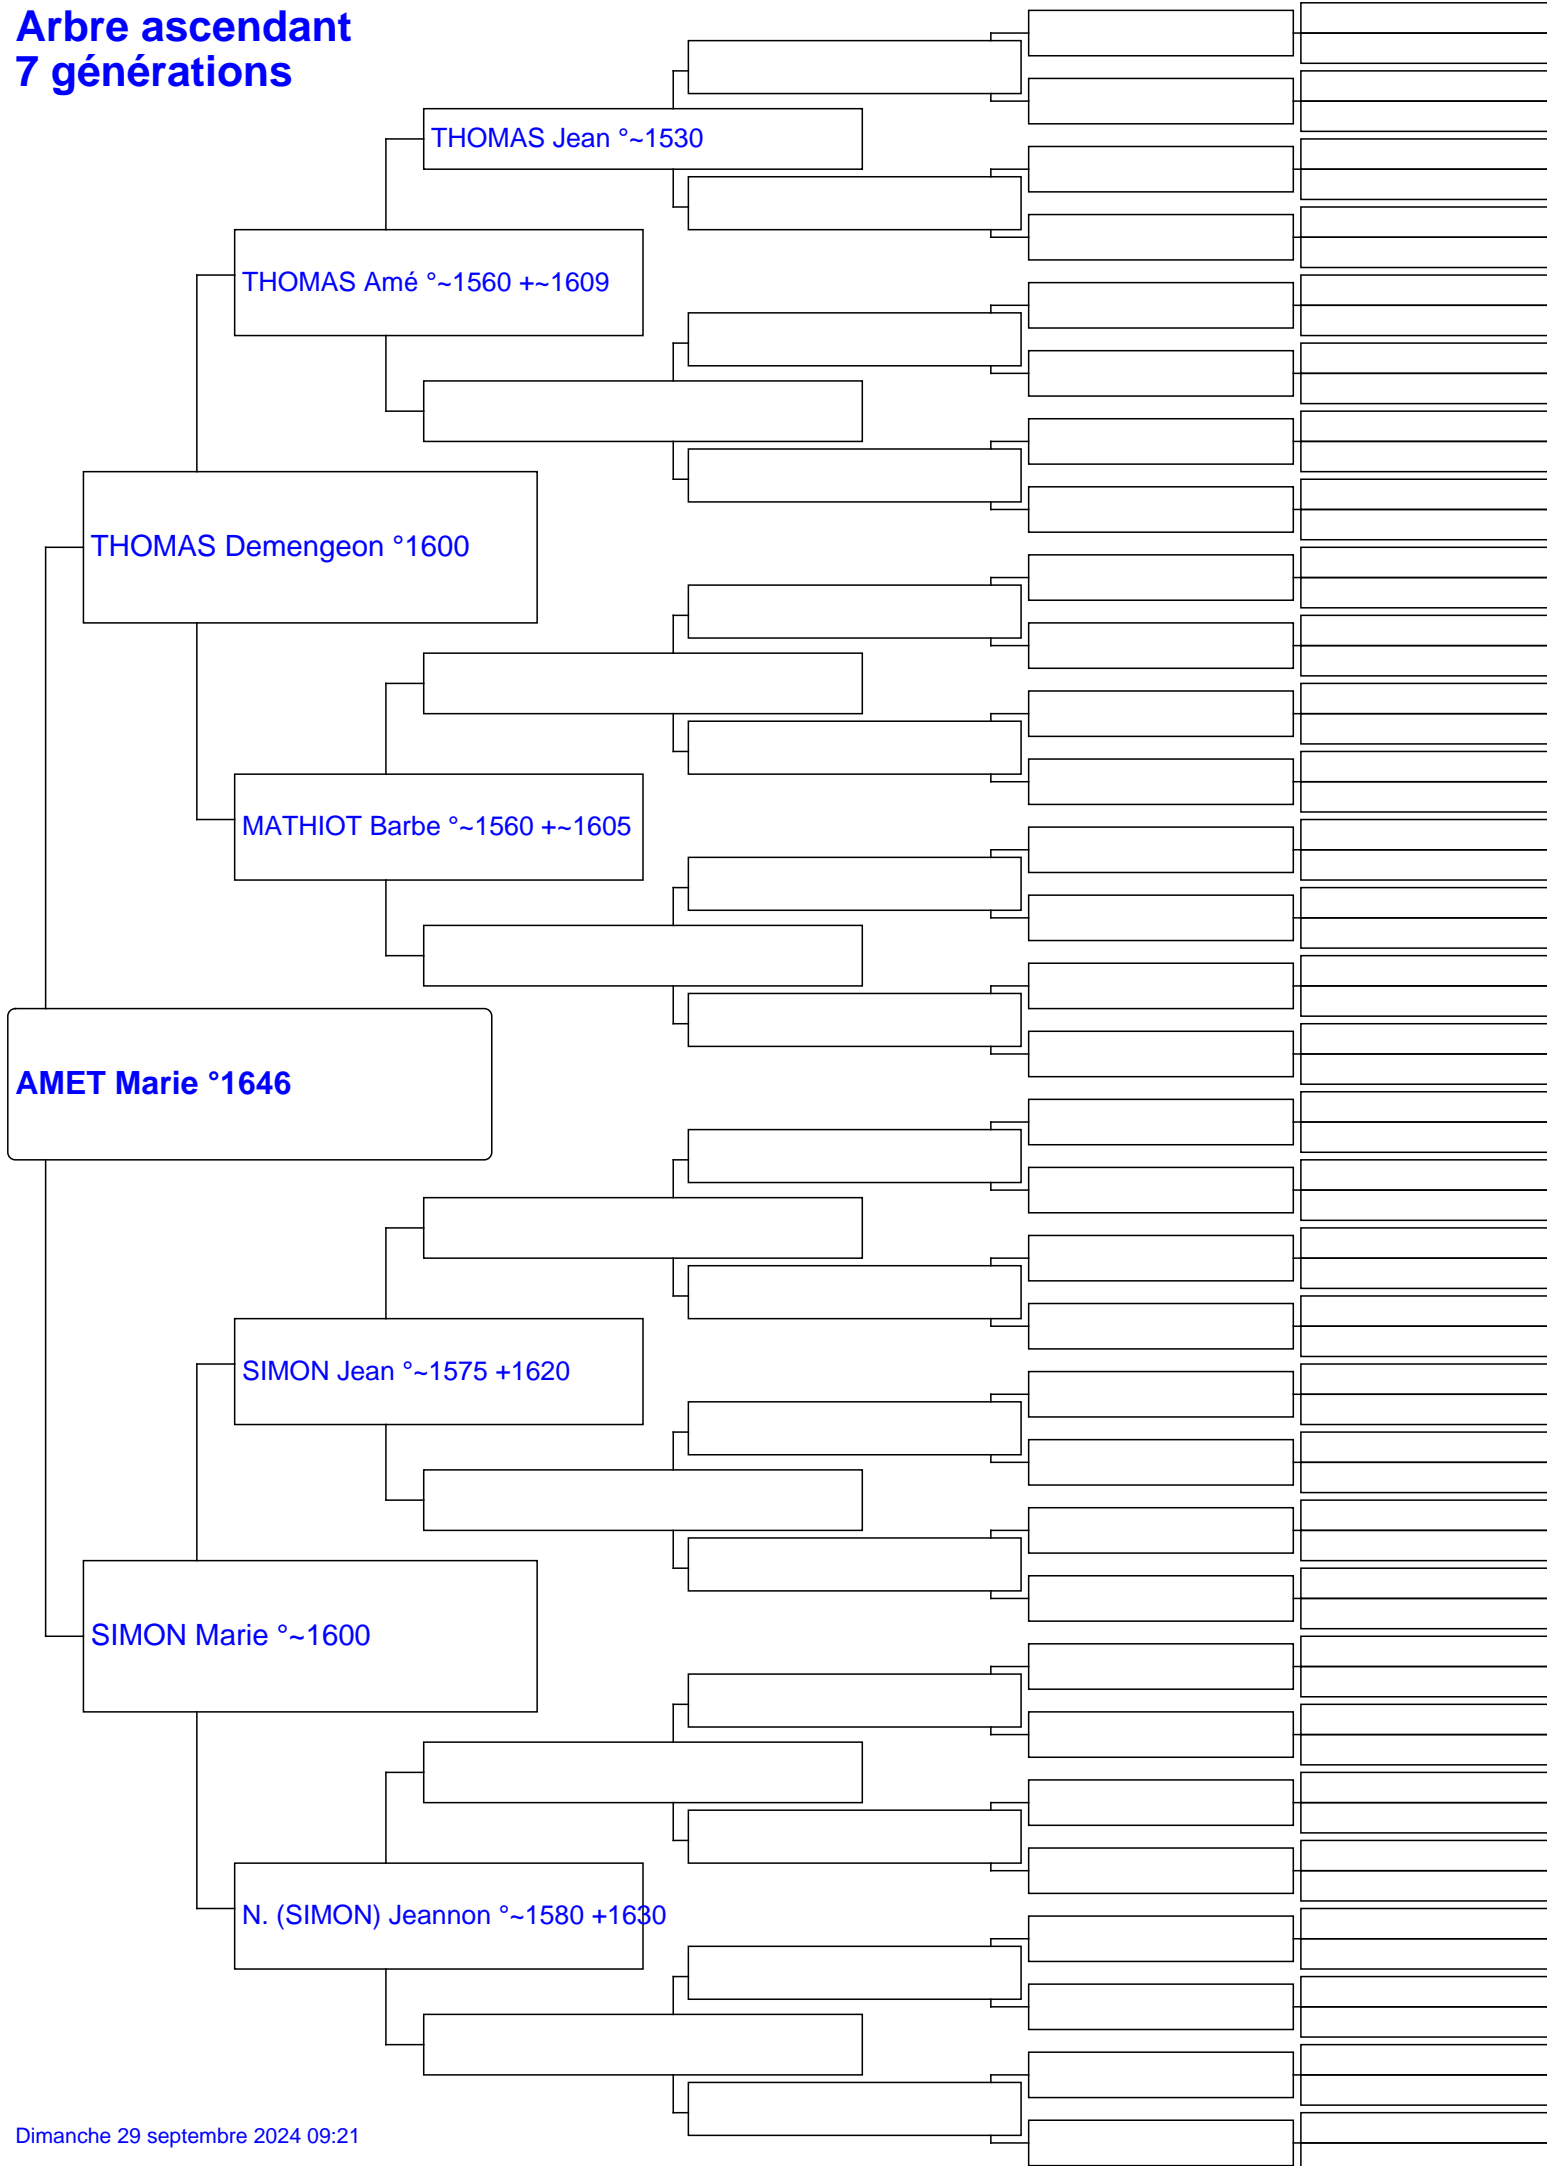 Arbre ascendant
7 générations
THOMAS Jean °~1530
THOMAS Amé °~1560 +~1609
THOMAS Demengeon °1600
MATHIOT Barbe °~1560 +~1605
AMET Marie °1646
SIMON Jean °~1575 +1620
SIMON Marie °~1600
N. (SIMON) Jeannon °~1580 +1630
Dimanche 29 septembre 2024 09:21